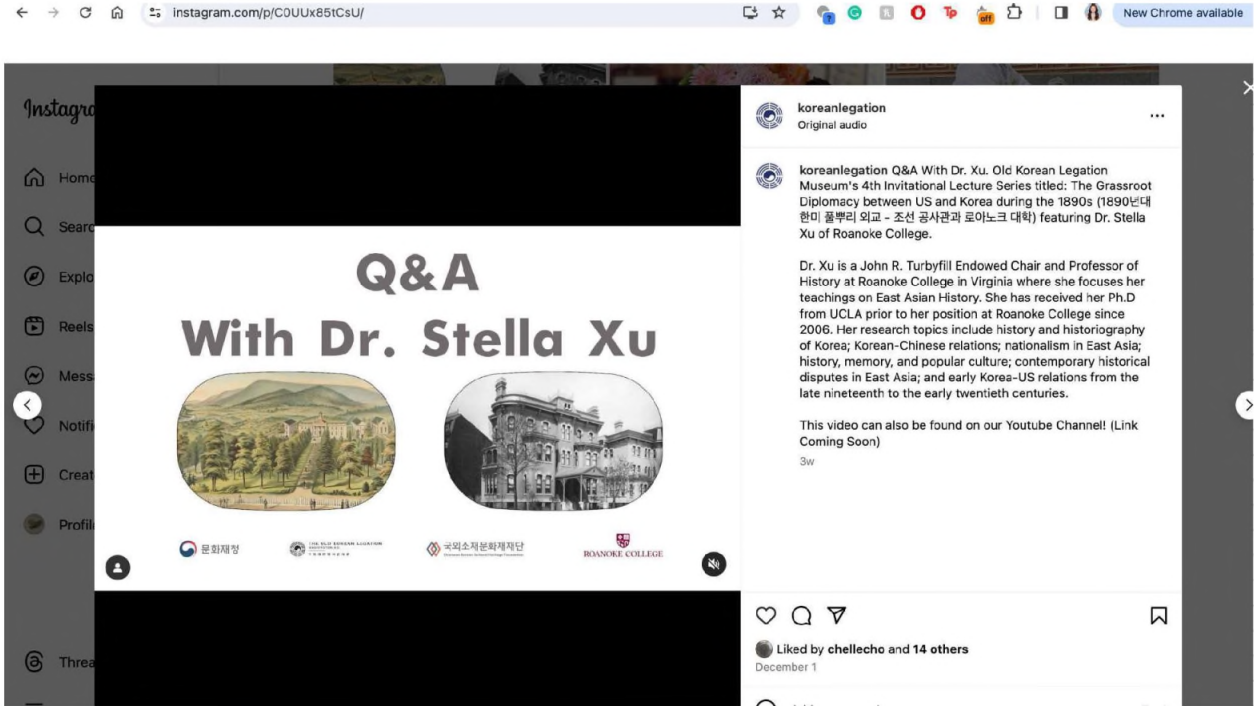 instagram.com/p/C0UUx85tCsU/
New Chrome available
Instagra
Home
Searc
Explo
Reels
Mess
Notifi
Creat
Profil
Threa
Q&A
With Dr. Stella Xu
문화재청
THE OLD KOREAN LEGATION
국외소재문화재재단
ROANOKE COLLEGE
koreanlegation
Original audio
koreanlegation Q&A With Dr. Xu. Old Korean Legation
Museum's 4th Invitational Lecture Series titled: The Grassroot
Diplomacy between US and Korea during the 1890s (1890년대
한미 풀뿌리 외교 - 조선 공사관과 로아노크 대학) featuring Dr. Stella
Xu of Roanoke College.
Dr. Xu is a John R. Turbyfill Endowed Chair and Professor of
History at Roanoke College in Virginia where she focuses her
teachings on East Asian History. She has received her Ph.D
from UCLA prior to her position at Roanoke College since
2006. Her research topics include history and historiography
of Korea; Korean-Chinese relations; nationalism in East Asia;
history, memory, and popular culture; contemporary historical
disputes in East Asia; and early Korea-US relations from the
late nineteenth to the early twentieth centuries.
This video can also be found on our Youtube Channel! (Link
Coming Soon)
3w
Liked by chellecho and 14 others
December 1